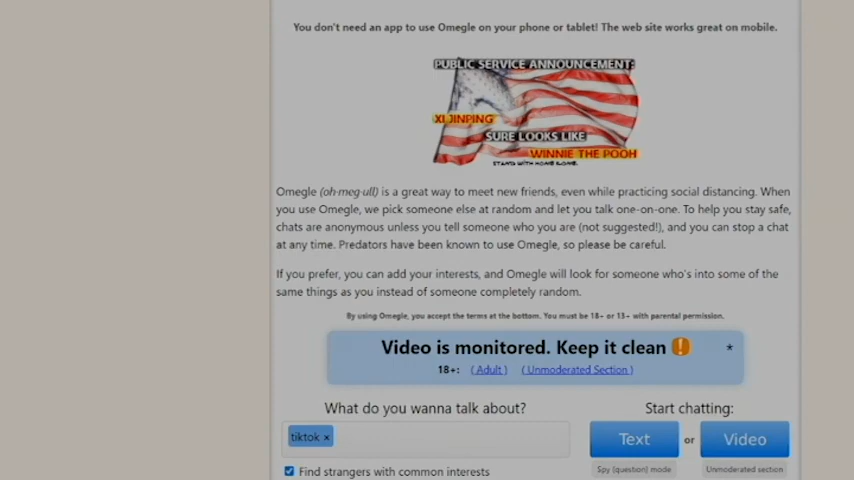 You don't need an app to use Omegle on your phone or tablet! The web site works great on mobile.
PUBLIC SERVICE ANNOUNCEMENT:
XI JINPING
SURE LOOKS LIKE
WINNIE THE POOH
Omegle (oh·meg·ull) is a great way to meet new friends, even while practicing social distancing. When
you use Omegle, we pick someone else at random and let you talk one-on-one. To help you stay safe,
chats are anonymous unless you tell someone who you are (not suggested!), and you can stop a chat
at any time. Predators have been known to use Omegle, so please be careful.
If you prefer, you can add your interests, and Omegle will look for someone who's into some of the
same things as you instead of someone completely random.
By using Omegle, you accept the terms at the bottom. You must be 18+ or 13+ with parental permission.
Video is monitored. Keep it clean ! *
18+: (Adult) (Unmoderated Section)
What do you wanna talk about? Start chatting:
tiktok × Text or Video
Find strangers with common interests Spy (question) mode Unmoderated section